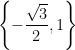 {-√3/2, 1}